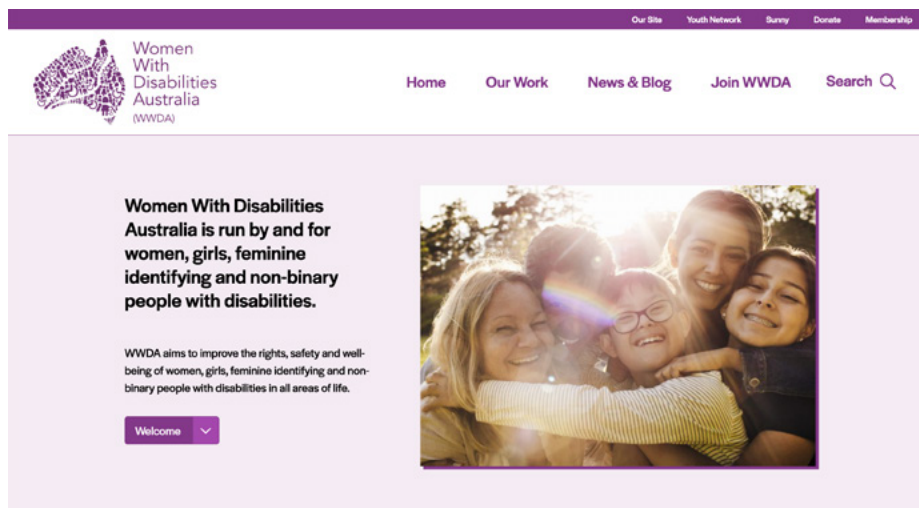 Our Site Youth Network Sunny Donate Membership
Women
With
Disabilities
Australia
(WWDA)
Home Our Work News & Blog Join WWDA Search
Women With Disabilities
Australia is run by and for
women, girls, feminine
identifying and non-binary
people with disabilities.
WWDA aims to improve the rights, safety and well-
being of women, girls, feminine identifying and non-
binary people with disabilities in all areas of life.
Welcome